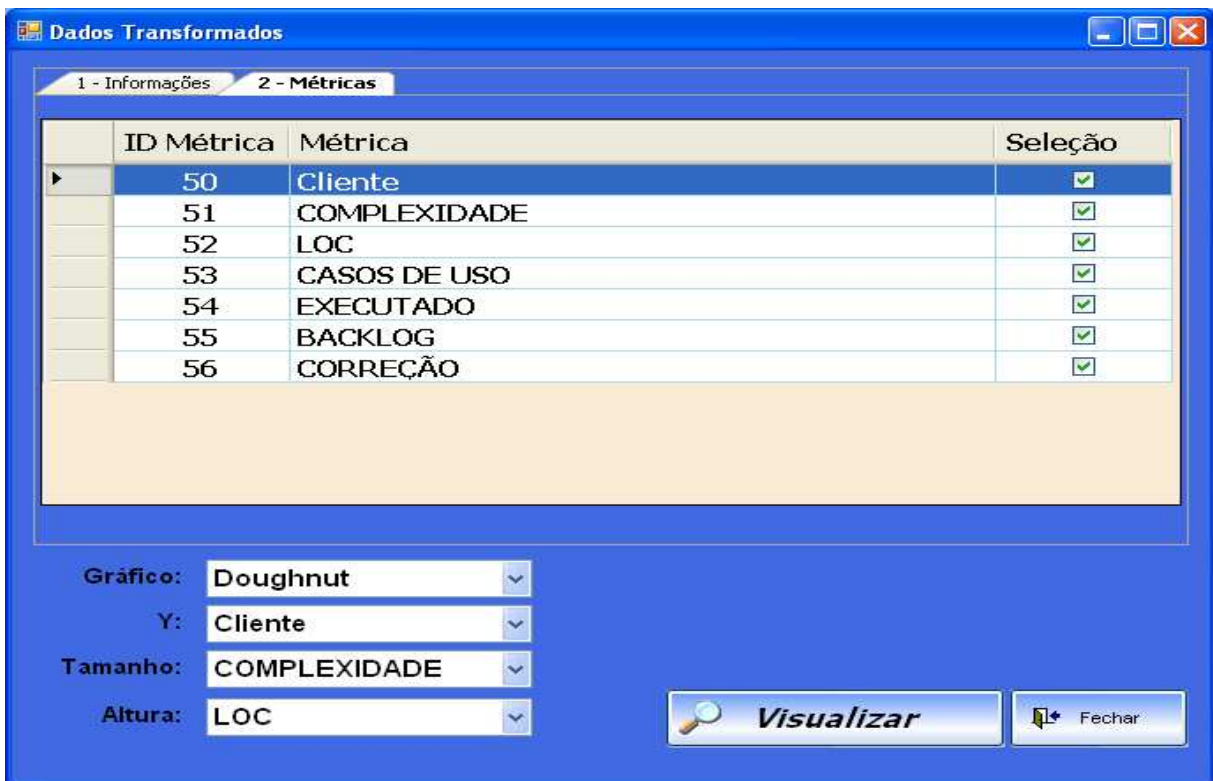 Dados Transformados
1 - Informações 2 - Métricas
ID Métrica Métrica Seleção
50 Cliente
51 COMPLEXIDADE
52 LOC
53 CASOS DE USO
54 EXECUTADO
55 BACKLOG
56 CORREÇÃO
Gráfico: Doughnut
Y: Cliente
Tamanho: COMPLEXIDADE
Altura: LOC
Visualizar Fechar